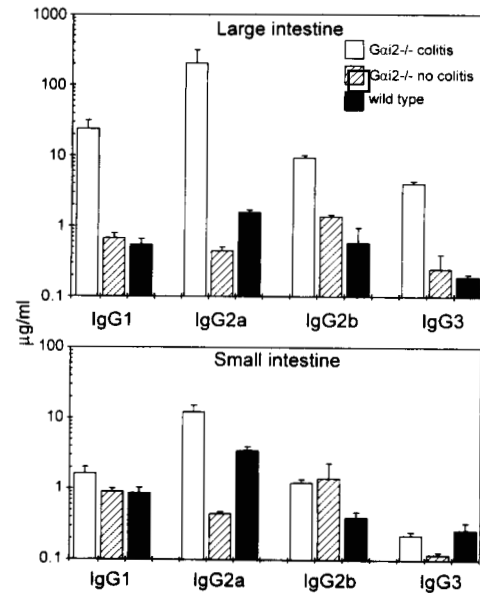 1000
Large intestine
Gαi2-/- colitis
100
Gαi2-/- no colitis
wild type
10
1
0.1
IgG1 IgG2a IgG2b IgG3
µg/ml
Small intestine
10
1
0.1
IgG1 IgG2a IgG2b IgG3